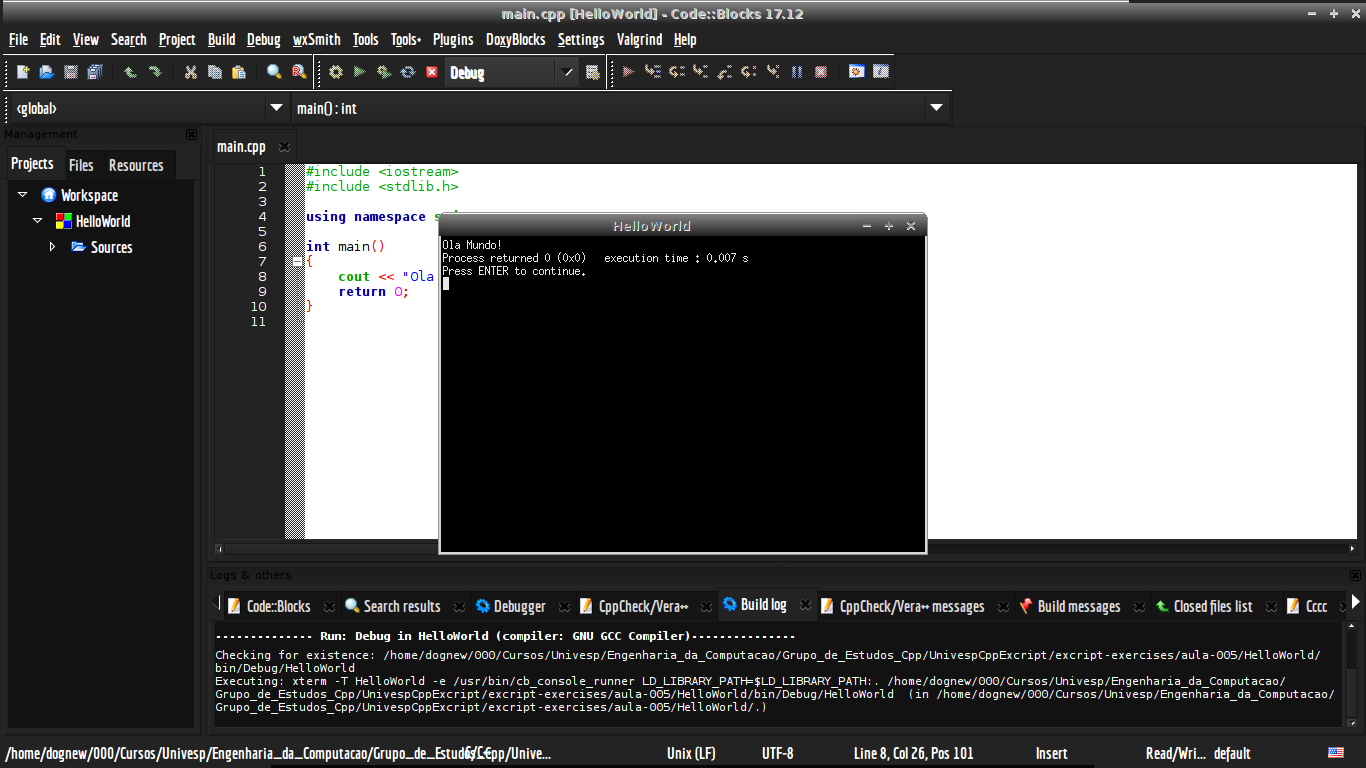 main.cpp [HelloWorld] - Code::Blocks 17.12
File Edit View Search Project Build Debug wxSmith Tools Tools+ Plugins DoxyBlocks Settings Valgrind Help
Debug
<global> main() : int
Management
Projects Files Resources
Workspace
HelloWorld
Sources
main.cpp
1 #include <iostream>
2 #include <stdlib.h>
3
4 using namespace
5
6 int main()
7 {
8 cout << "Ola
9 return 0;
10 }
11
HelloWorld
Ola Mundo!
Process returned 0 (0x0)   execution time : 0.007 s
Press ENTER to continue.
Logs & others
Code::Blocks Search results Debugger CppCheck/Vera++ Build log CppCheck/Vera++ messages Build messages Closed files list Cccc
-------------- Run: Debug in HelloWorld (compiler: GNU GCC Compiler)---------------
Checking for existence: /home/dognew/000/Cursos/Univesp/Engenharia_da_Computacao/Grupo_de_Estudos_Cpp/UnivespCppExcript/excript-exercises/aula-005/HelloWorld/
bin/Debug/HelloWorld
Executing: xterm -T HelloWorld -e /usr/bin/cb_console_runner LD_LIBRARY_PATH=$LD_LIBRARY_PATH:. /home/dognew/000/Cursos/Univesp/Engenharia_da_Computacao/
Grupo_de_Estudos_Cpp/UnivespCppExcript/excript-exercises/aula-005/HelloWorld/bin/Debug/HelloWorld  (in /home/dognew/000/Cursos/Univesp/Engenharia_da_Computacao/
Grupo_de_Estudos_Cpp/UnivespCppExcript/excript-exercises/aula-005/HelloWorld/.)
/home/dognew/000/Cursos/Univesp/Engenharia_da_Computacao/Grupo_de_Estudos_Cpp/Unive... C/C++ Unix (LF) UTF-8 Line 8, Col 26, Pos 101 Insert Read/Wri... default